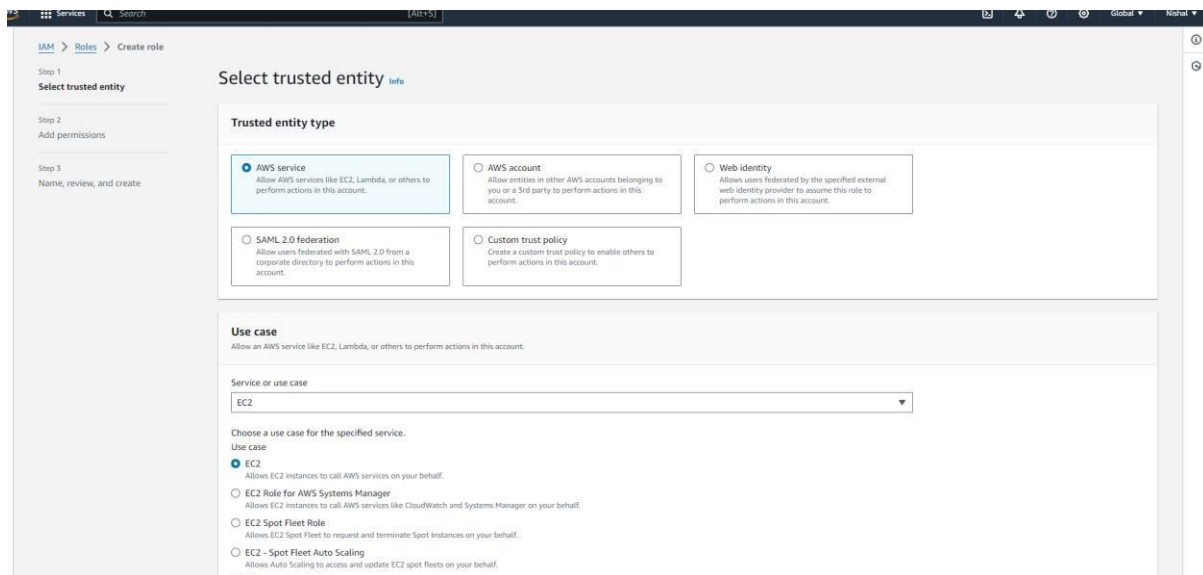 Services
Search
[Alt+S]
Global
Nishal
IAM > Roles > Create role
Step 1
Select trusted entity
Step 2
Add permissions
Step 3
Name, review, and create
Select trusted entity Info
Trusted entity type
AWS service
Allow AWS services like EC2, Lambda, or others to
perform actions in this account.
AWS account
Allow entities in other AWS accounts belonging to
you or a 3rd party to perform actions in this
account.
Web identity
Allows users federated by the specified external
web identity provider to assume this role to
perform actions in this account.
SAML 2.0 federation
Allow users federated with SAML 2.0 from a
corporate directory to perform actions in this
account.
Custom trust policy
Create a custom trust policy to enable others to
perform actions in this account.
Use case
Allow an AWS service like EC2, Lambda, or others to perform actions in this account.
Service or use case
EC2
Choose a use case for the specified service.
Use case
EC2
Allows EC2 instances to call AWS services on your behalf.
EC2 Role for AWS Systems Manager
Allows EC2 instances to call AWS services like CloudWatch and Systems Manager on your behalf.
EC2 Spot Fleet Role
Allows EC2 Spot Fleet to request and terminate Spot Instances on your behalf.
EC2 - Spot Fleet Auto Scaling
Allows Auto Scaling to access and update EC2 spot fleets on your behalf.